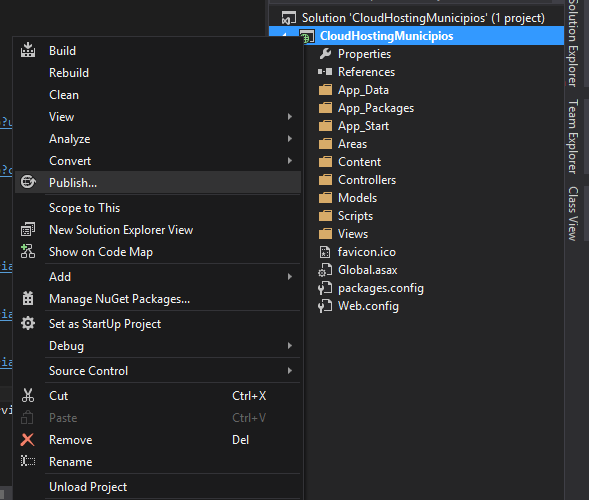 Solution 'CloudHostingMunicipios' (1 project)
CloudHostingMunicipios
Properties
References
App_Data
App_Packages
App_Start
Areas
Content
Controllers
Models
Scripts
Views
favicon.ico
Global.asax
packages.config
Web.config
Build
Rebuild
Clean
View
Analyze
Convert
Publish...
Scope to This
New Solution Explorer View
Show on Code Map
Add
Manage NuGet Packages...
Set as StartUp Project
Debug
Source Control
Cut Ctrl+X
Paste Ctrl+V
Remove Del
Rename
Unload Project
Solution Explorer
Team Explorer
Class View